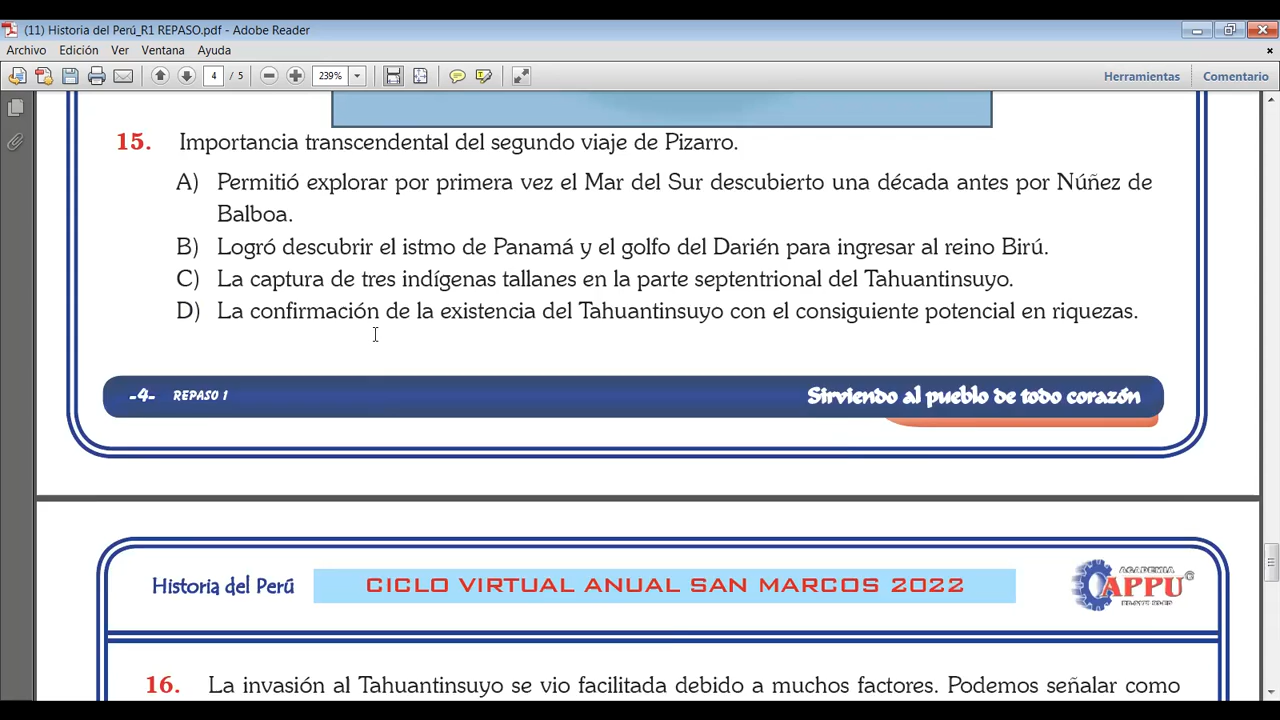 (11) Historia del Perú_R1 REPASO.pdf - Adobe Reader
Archivo Edición Ver Ventana Ayuda
4 / 5 239% Herramientas Comentario
15. Importancia transcendental del segundo viaje de Pizarro.
A) Permitió explorar por primera vez el Mar del Sur descubierto una década antes por Núñez de
Balboa.
B) Logró descubrir el istmo de Panamá y el golfo del Darién para ingresar al reino Birú.
C) La captura de tres indígenas tallanes en la parte septentrional del Tahuantinsuyo.
D) La confirmación de la existencia del Tahuantinsuyo con el consiguiente potencial en riquezas.
-4- REPASO 1 Sirviendo al pueblo de todo corazón
Historia del Perú CICLO VIRTUAL ANUAL SAN MARCOS 2022 ACADEMIA
APPU®
16. La invasión al Tahuantinsuyo se vio facilitada debido a muchos factores. Podemos señalar como